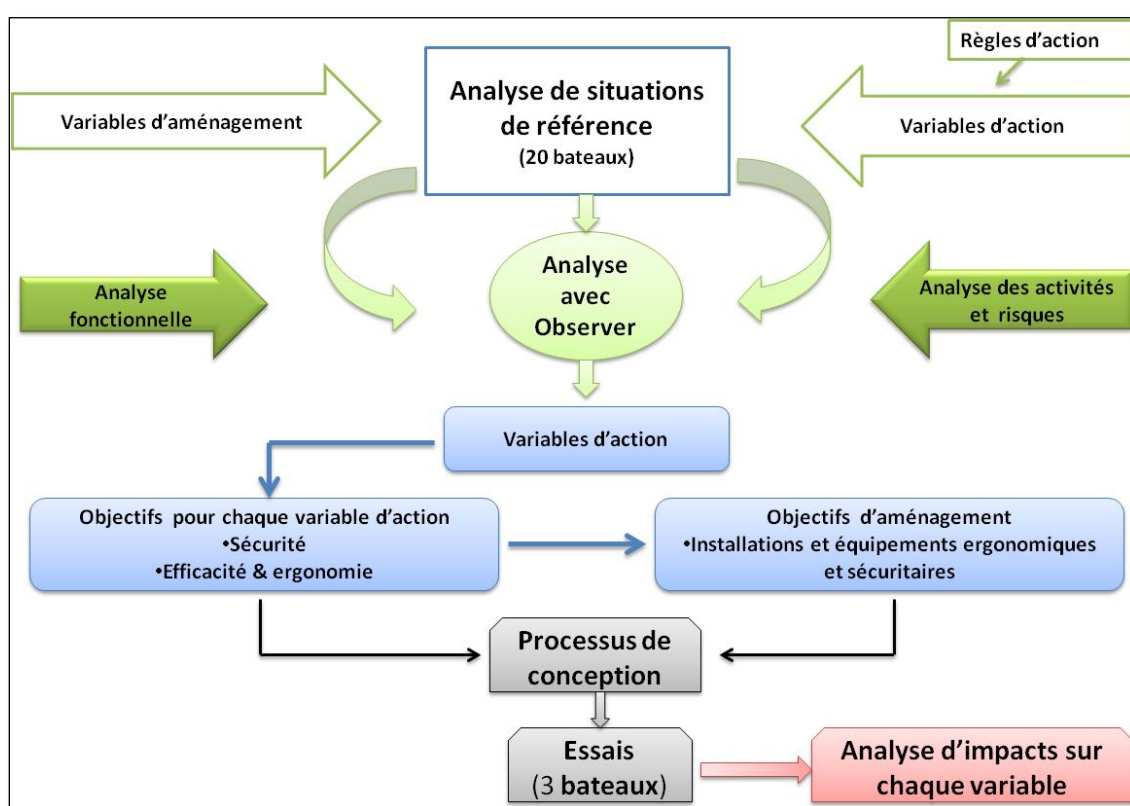 Règles d'action
Variables d'aménagement
Analyse de situations
de référence
(20 bateaux)
Variables d'action
Analyse
fonctionnelle
Analyse
avec
Observer
Analyse des activités
et risques
Variables d'action
Objectifs pour chaque variable d'action
•Sécurité
•Efficacité & ergonomie
Objectifs d'aménagement
•Installations et équipements ergonomiques
et sécuritaires
Processus de
conception
Essais
(3 bateaux)
Analyse d'impacts sur
chaque variable